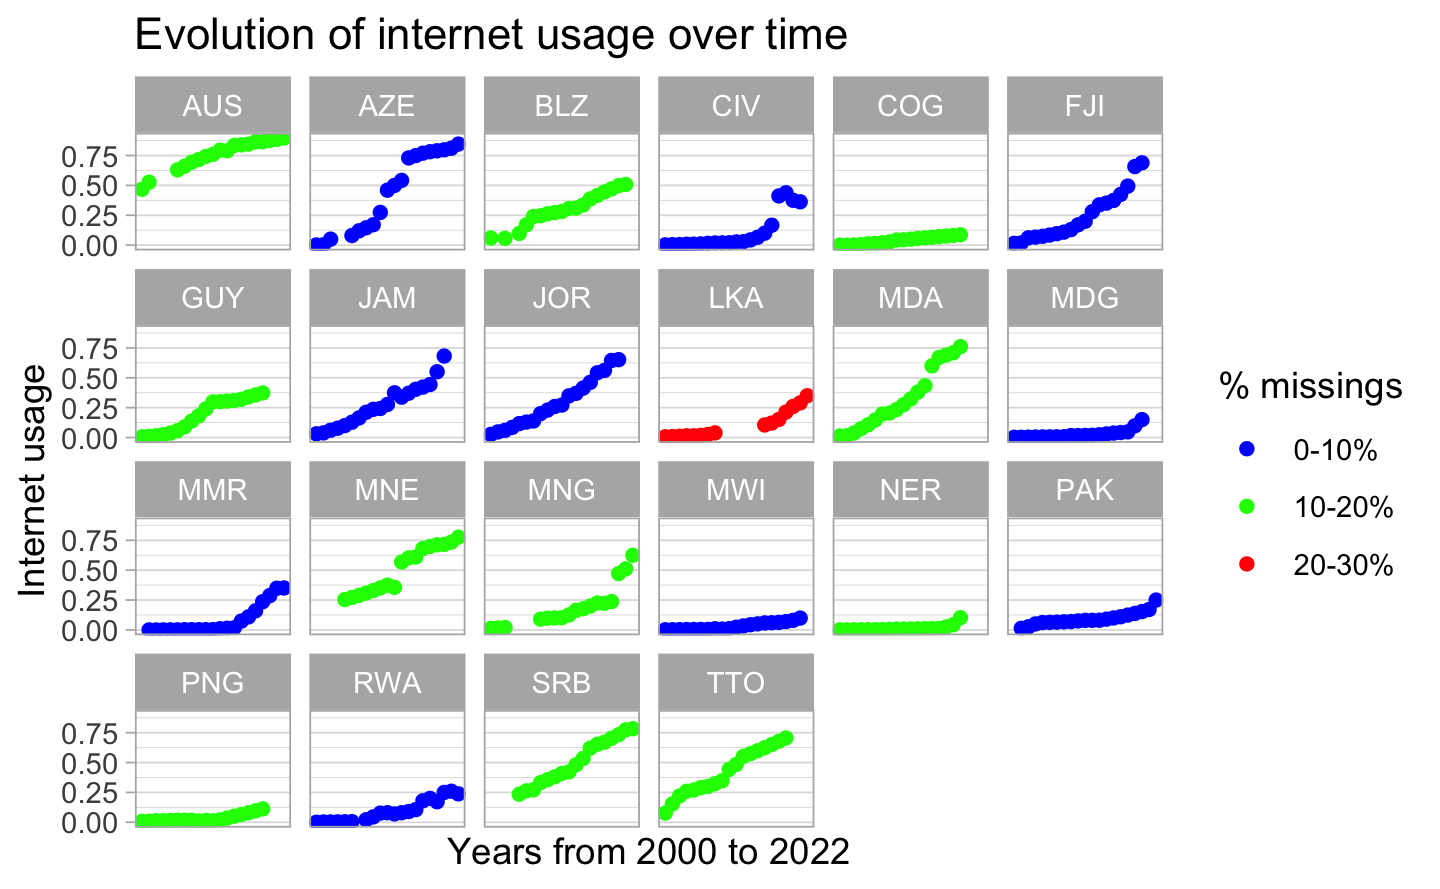 Evolution of internet usage over time
AUS AZE BLZ CIV COG FJI
0.75
0.50
0.25
0.00
GUY JAM JOR LKA MDA MDG
0.75
0.50
0.25
0.00
MMR MNE MNG MWI NER PAK
0.75
0.50
0.25
0.00
PNG RWA SRB TTO
0.75
0.50
0.25
0.00
Internet usage
Years from 2000 to 2022
% missings
0-10%
10-20%
20-30%